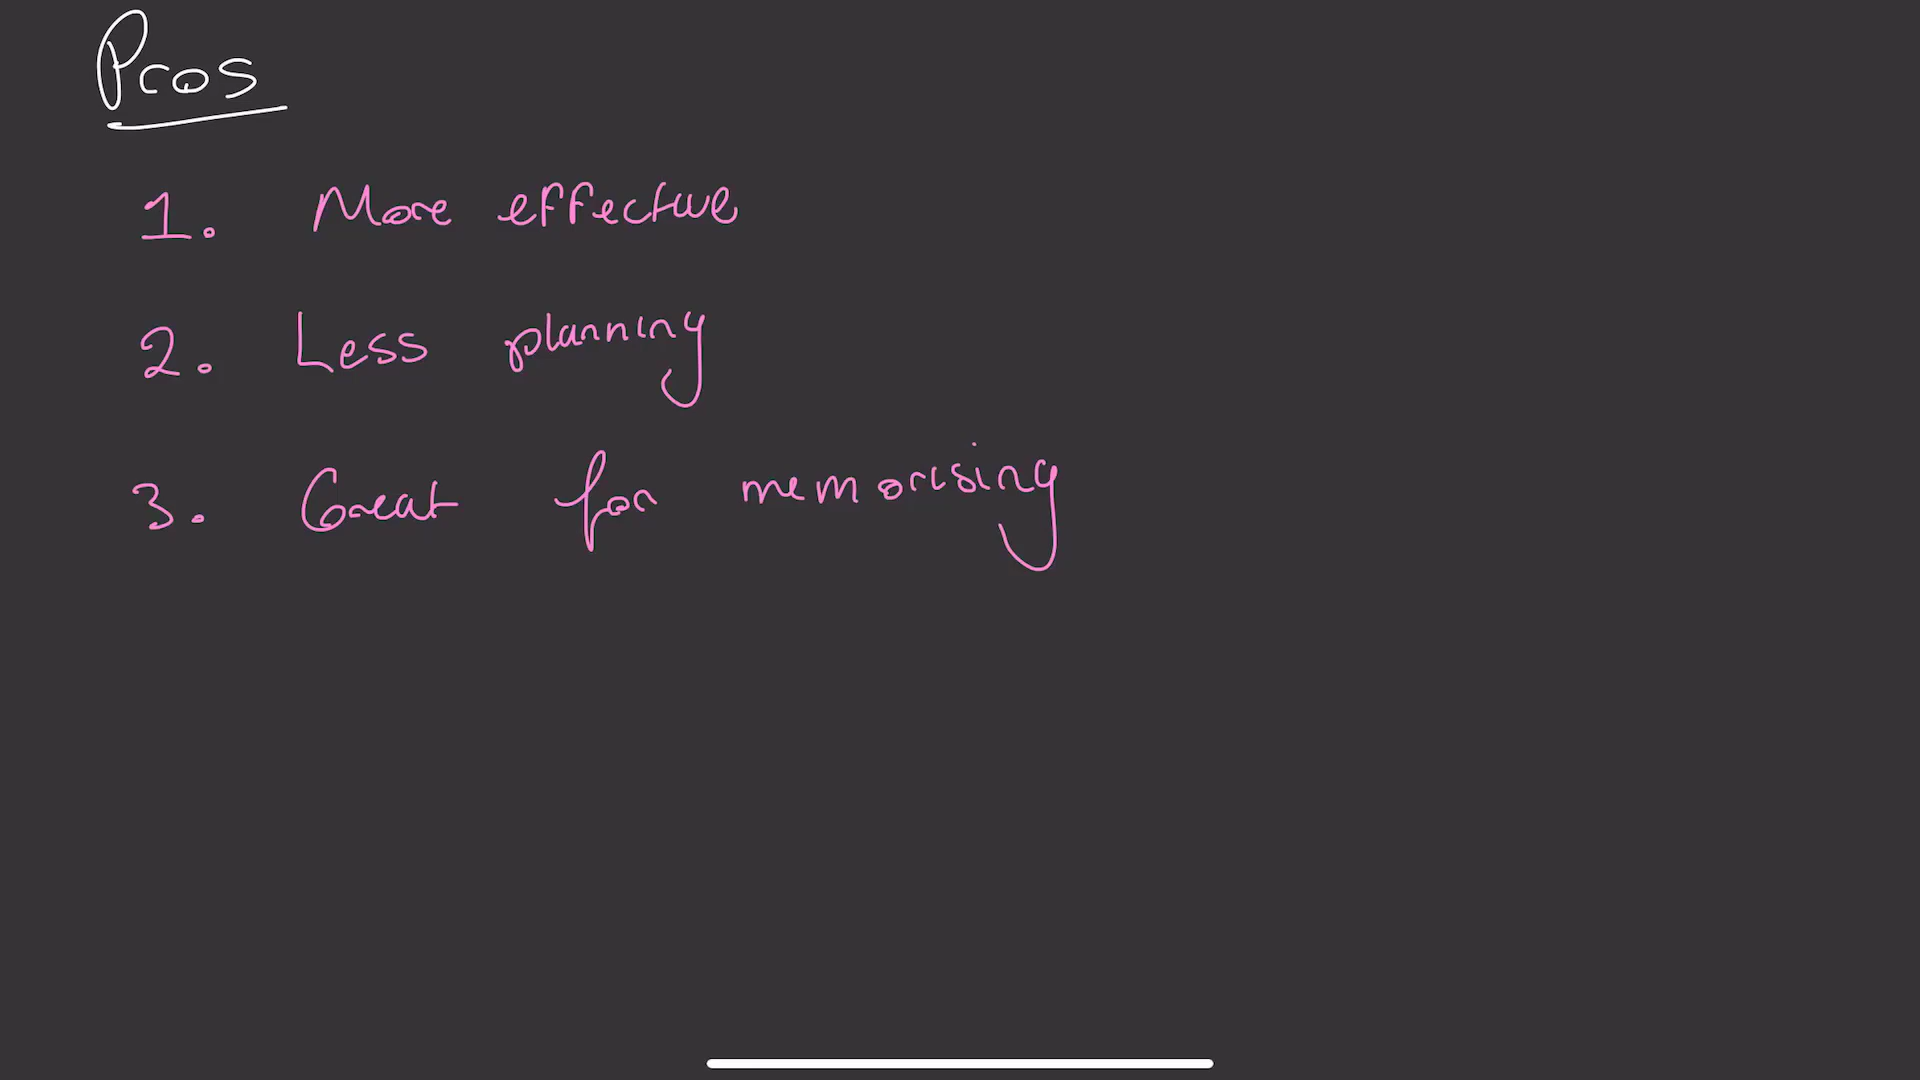 Pros
1. More effective
2. Less planning
3. Great for memorising